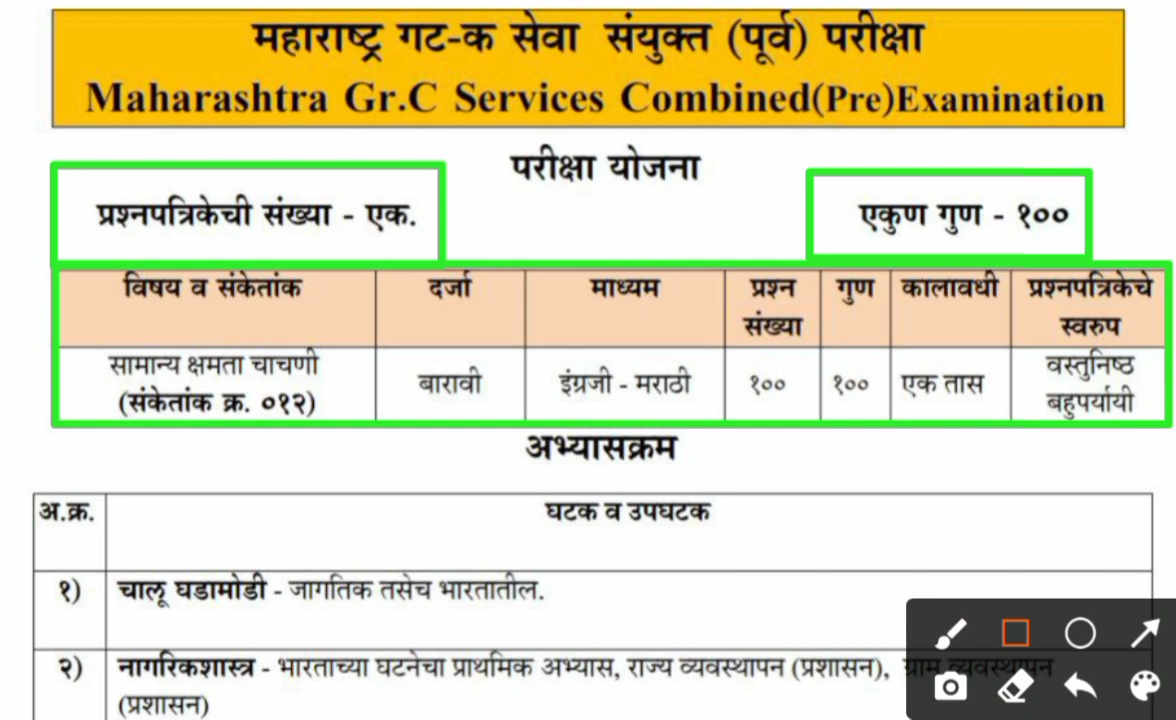 महाराष्ट्र गट-क सेवा संयुक्त (पूर्व) परीक्षा
Maharashtra Gr.C Services Combined(Pre)Examination
परीक्षा योजना
प्रश्नपत्रिकेची संख्या - एक.
एकुण गुण - १००
विषय व संकेतांक दर्जा माध्यम प्रश्न संख्या गुण कालावधी प्रश्नपत्रिकेचे स्वरुप
सामान्य क्षमता चाचणी (संकेतांक क्र. ०१२) बारावी इंग्रजी - मराठी १०० १०० एक तास वस्तुनिष्ठ बहुपर्यायी
अभ्यासक्रम
अ.क्र. घटक व उपघटक
१) चालू घडामोडी - जागतिक तसेच भारतातील.
२) नागरिकशास्त्र - भारताच्या घटनेचा प्राथमिक अभ्यास, राज्य व्यवस्थापन (प्रशासन), ग्राम व्यवस्थापन
(प्रशासन)